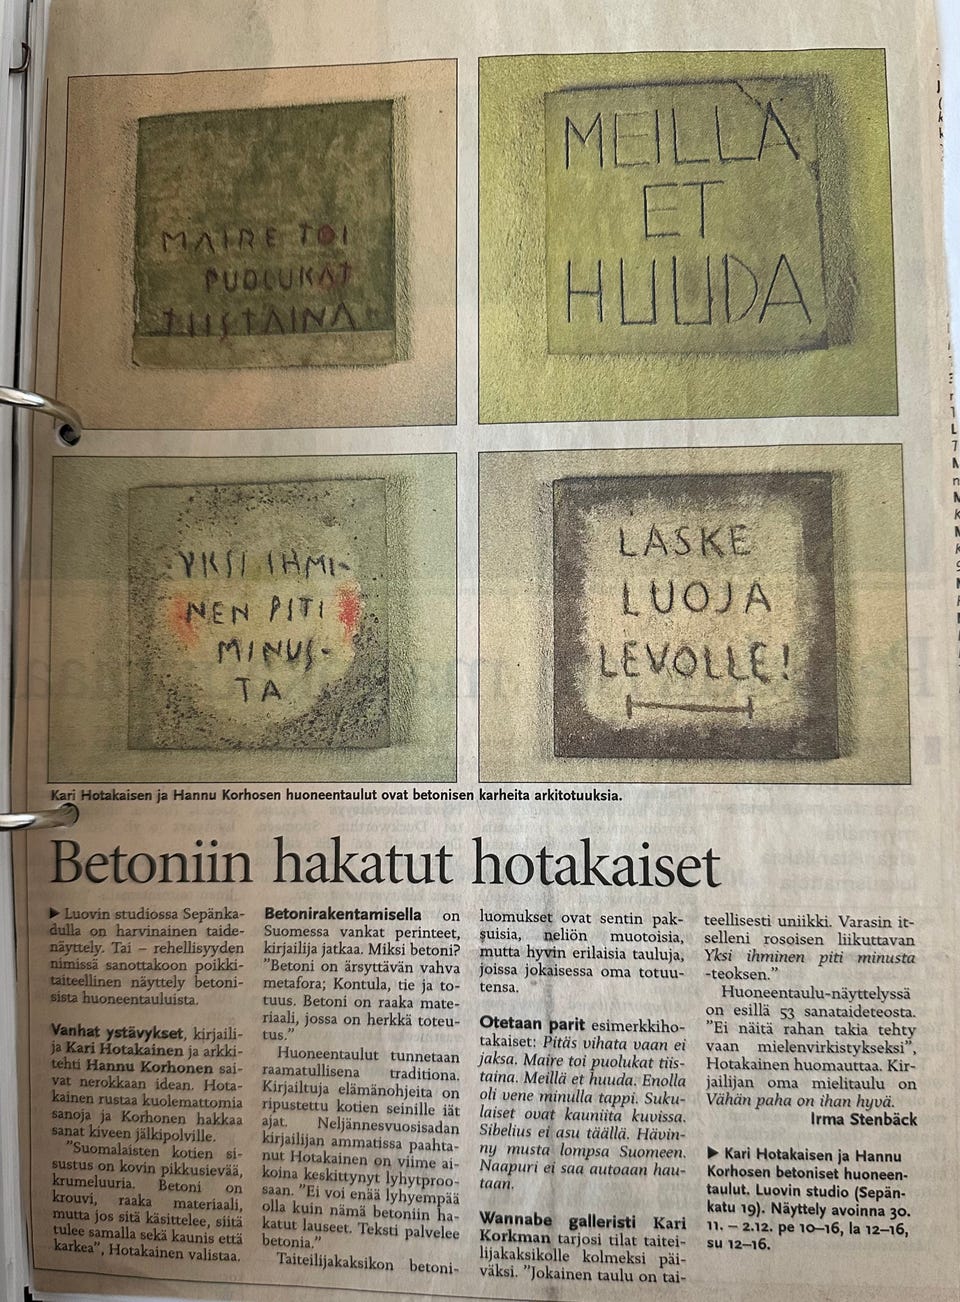 MAIRE TOI
PUOLUKAT
TIISTAINA
MEILLÄ
ET
HUUDA
YKSI IHMI-
NEN PITI
MINUS-
TA
LASKE
LUOJA
LEVOLLE!
Kari Hotakaisen ja Hannu Korhosen huoneentaulut ovat betonisen karheita arkitotuuksia.
Betoniin hakatut hotakaiset
▶ Luovin studiossa Sepänka-
dulla on harvinainen taide-
näyttely. Tai – rehellisyyden
nimissä sanottakoon poikki-
taiteellinen näyttely betoni-
sista huoneentauluista.
Vanhat ystävykset, kirjaili-
ja Kari Hotakainen ja arkki-
tehti Hannu Korhonen sai-
vat nerokkaan idean. Hota-
kainen rustaa kuolemattomia
sanoja ja Korhonen hakkaa
sanat kiveen jälkipolville.
"Suomalaisten kotien si-
sustus on kovin pikkusievää,
krumeluuria. Betoni on
krouvi, raaka materiaali,
mutta jos sitä käsittelee, siitä
tulee samalla sekä kaunis että
karkea", Hotakainen valistaa.
Betonirakentamisella on
Suomessa vankat perinteet,
kirjailija jatkaa. Miksi betoni?
"Betoni on ärsyttävän vahva
metafora; Kontula, tie ja to-
tuus. Betoni on raaka mate-
riaali, jossa on herkkä toteu-
tus."
Huoneentaulut tunnetaan
raamatullisena traditiona.
Kirjailtuja elämänohjeita on
ripustettu kotien seinille iät
ajat. Neljännesvuosisadan
kirjailijan ammatissa paahta-
nut Hotakainen on viime ai-
koina keskittynyt lyhytproo-
saan. "Ei voi enää lyhyempää
olla kuin nämä betoniin ha-
katut lauseet. Teksti palvelee
betonia."
Taiteilijakaksikon betoni-
luomukset ovat sentin pak-
suisia, neliön muotoisia,
mutta hyvin erilaisia tauluja,
joissa jokaisessa oma totuu-
tensa.
Otetaan parit esimerkkiho-
takaiset: Pitäs vihata vaan ei
jaksa. Maire toi puolukat tiis-
taina. Meillä et huuda. Enolla
oli vene minulla tappi. Suku-
laiset ovat kauniita kuvissa.
Sibelius ei asu täällä. Hävin-
ny musta lompsa Suomeen.
Naapuri ei saa autoaan hau-
taan.
Wannabe galleristi Kari
Korkman tarjosi tilat taitei-
lijakaksikolle kolmeksi päi-
väksi. "Jokainen taulu on tai-
teellisesti uniikki. Varasin it-
selleni rosoisen liikuttavan
Yksi ihminen piti minusta
-teoksen."
Huoneentaulu-näyttelyssä
on esillä 53 sanataideteosta.
"Ei näitä rahan takia tehty
vaan mielenvirkistykseksi",
Hotakainen huomauttaa. Kir-
jailijan oma mielitaulu on
Vähän paha on ihan hyvä.
Irma Stenbäck
▶ Kari Hotakaisen ja Hannu
Korhosen betoniset huoneen-
taulut. Luovin studio (Sepän-
katu 19). Näyttely avoinna 30.
11. – 2.12. pe 10–16, la 12–16,
su 12–16.